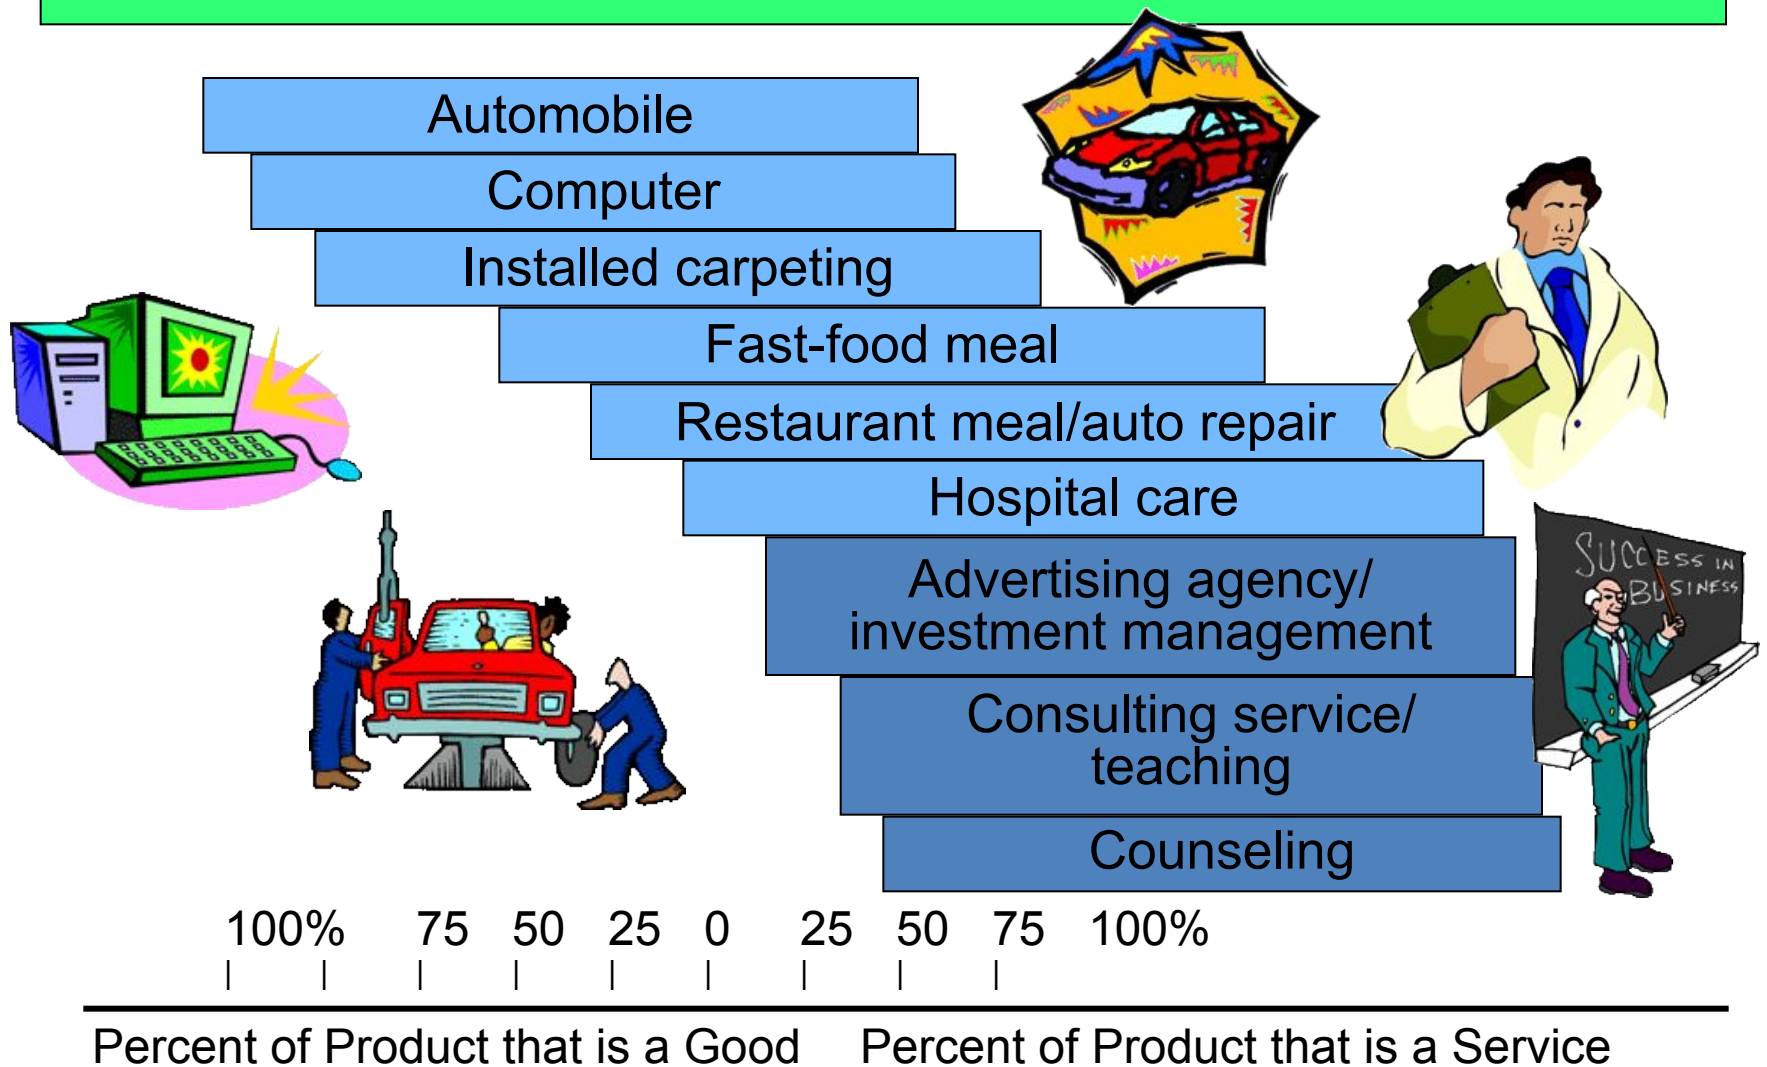 Automobile
Computer
Installed carpeting
Fast-food meal
Restaurant meal/auto repair
Hospital care
SUCCESS IN
BUSINESS
Advertising agency/
investment management
Consulting service/
teaching
Counseling
100% 75 50 25 0 25 50 75 100%
Percent of Product that is a Good Percent of Product that is a Service